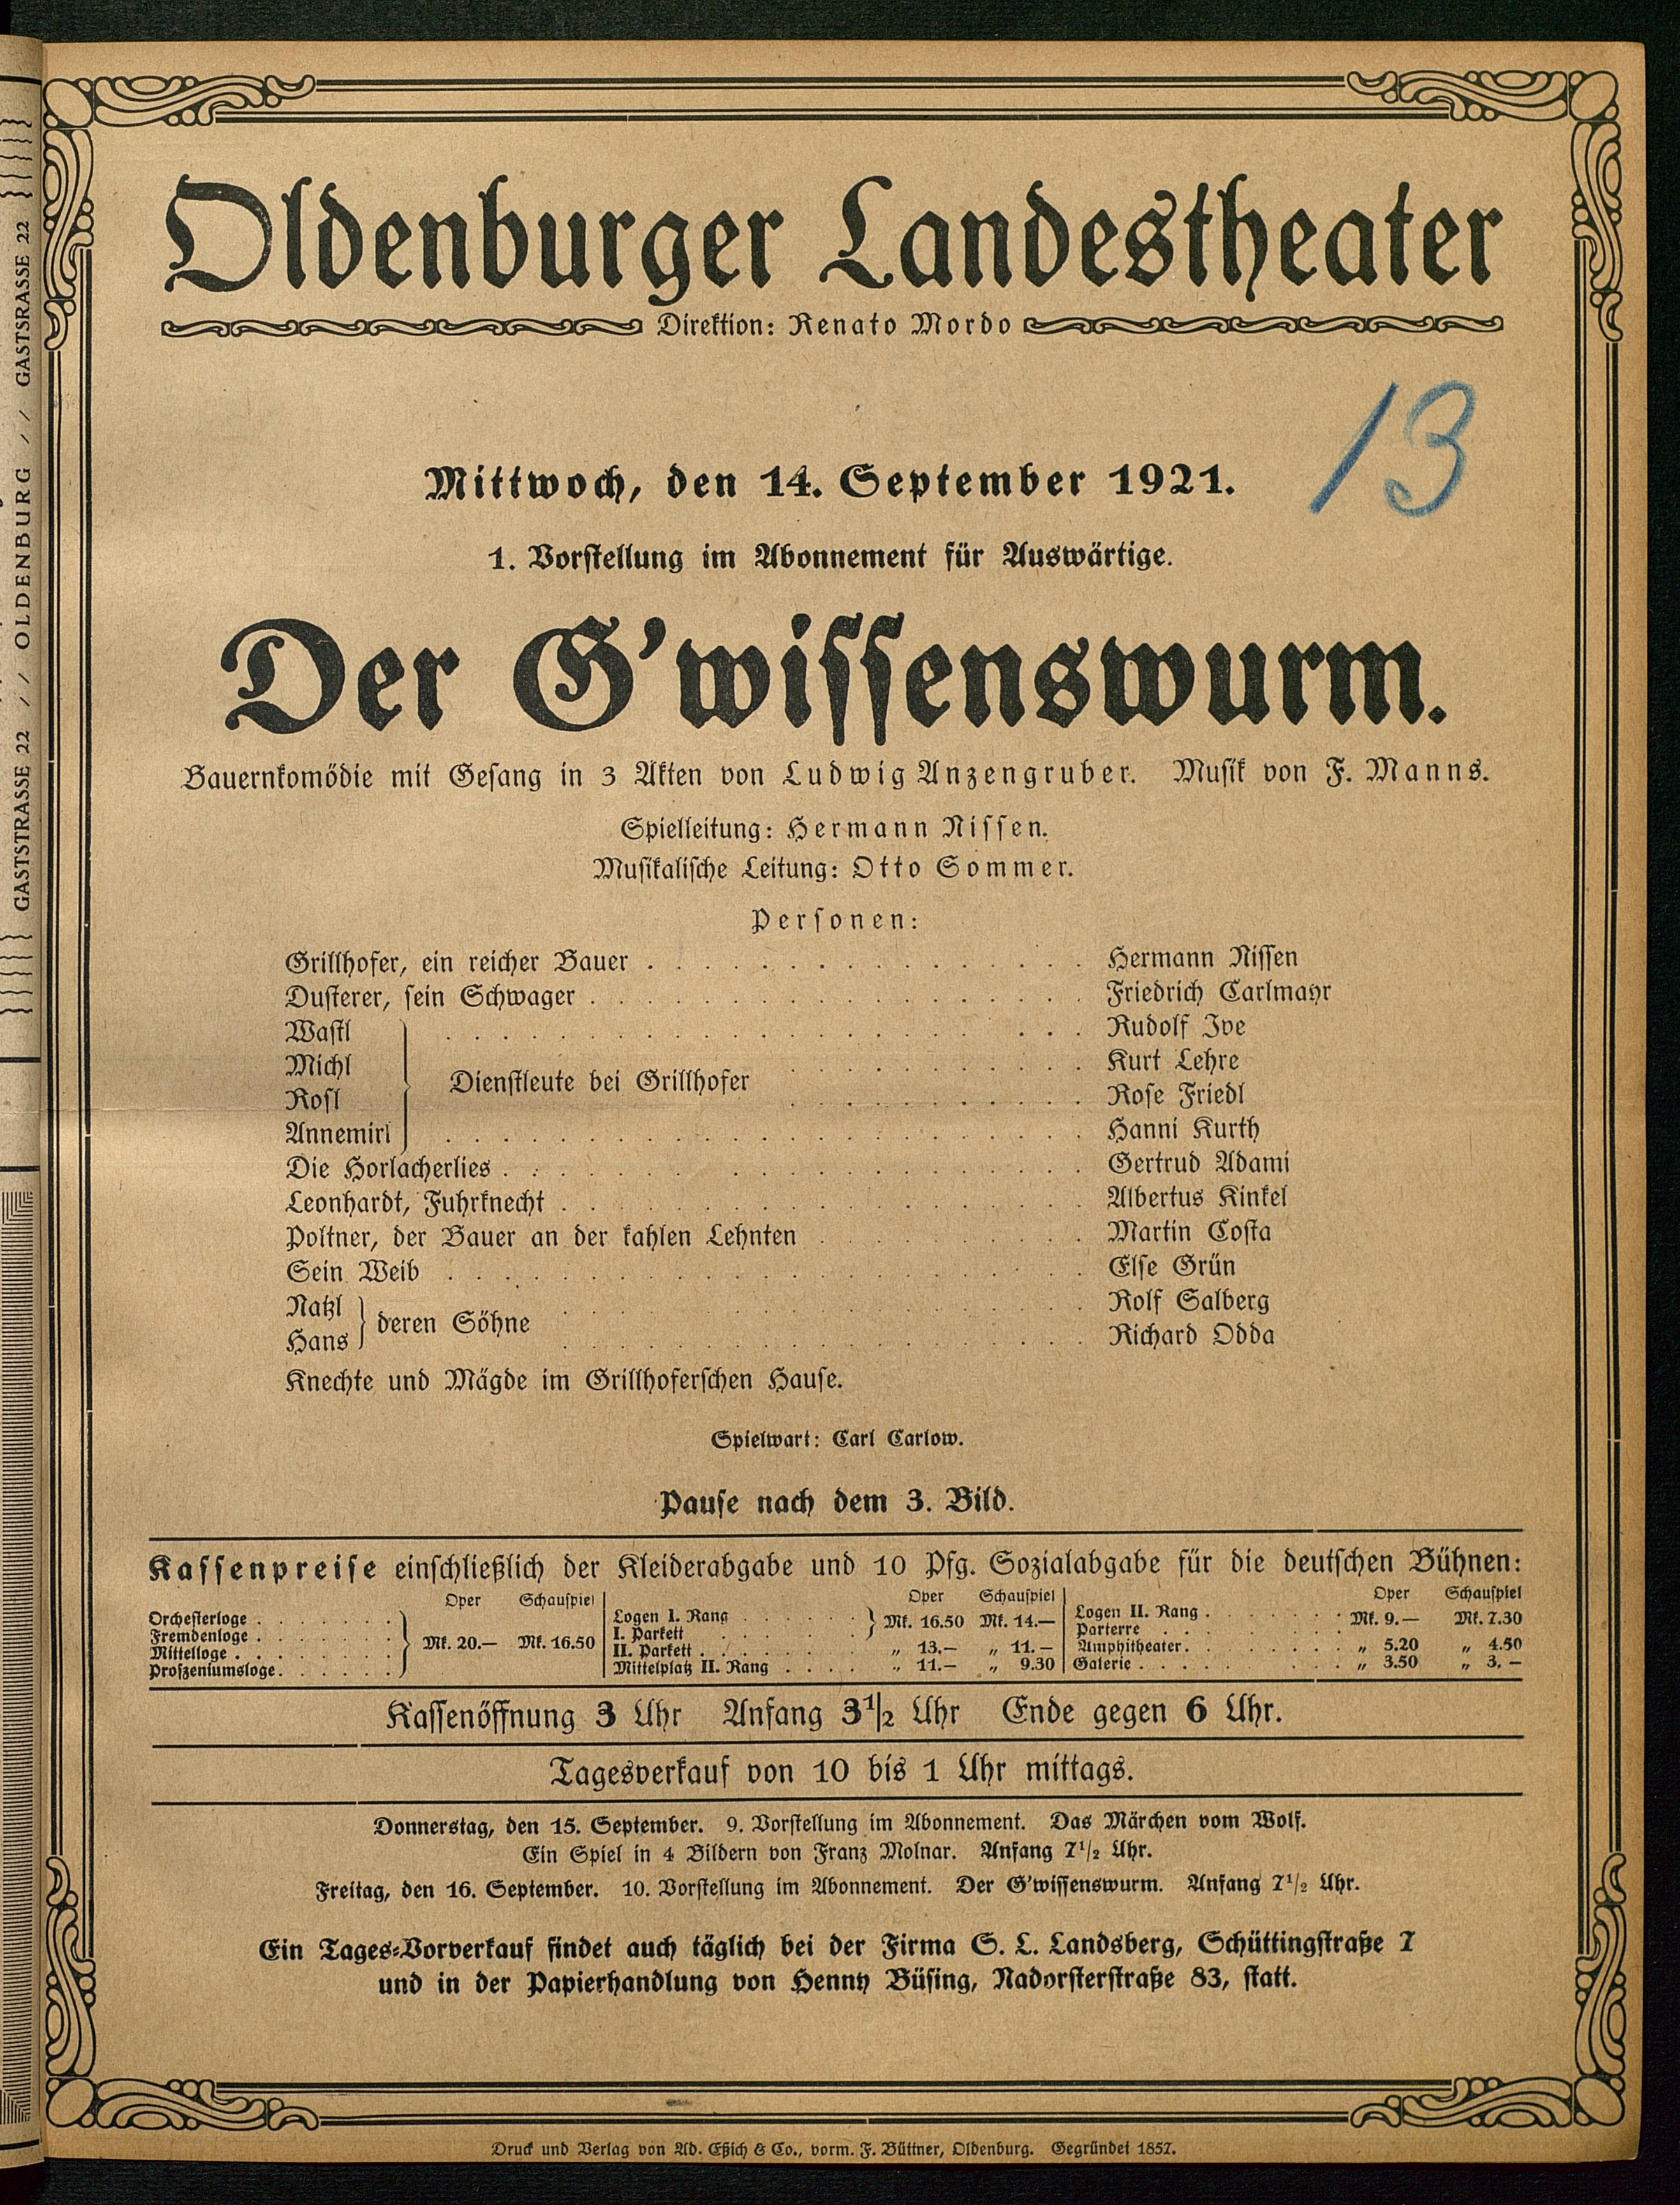 Oldenburger Landestheater
Direktion: Renato Mordo
13
Mittwoch, den 14. September 1921.
1. Vorstellung im Abonnement für Auswärtige.
Der G'wissenswurm.
Bauernkomödie mit Gesang in 3 Akten von Ludwig Anzengruber. Musik von F. Manns.
Spielleitung: Hermann Nissen.
Musikalische Leitung: Otto Sommer.
Personen:
Grillhofer, ein reicher Bauer . . . . . Hermann Nissen
Dusterer, sein Schwager . . . . . Friedrich Carlmayr
Wastl . . . . . Rudolf Ive
Michl . . . . . Kurt Lehre
Dienstleute bei Grillhofer
Rosl . . . . . Rose Friedl
Annemirl . . . . . Hanni Kurth
Die Horlacherlies . . . . . Gertrud Adami
Leonhardt, Fuhrknecht . . . . . Albertus Kinkel
Poltner, der Bauer an der kahlen Lehnten . . . . . Martin Costa
Sein Weib . . . . . Else Grün
Natzl . . . . . Rolf Salberg
deren Söhne
Hans . . . . . Richard Odda
Knechte und Mägde im Grillhoferschen Hause.
Spielwart: Carl Carlow.
Pause nach dem 3. Bild.
Kassenpreise einschließlich der Kleiderabgabe und 10 Pfg. Sozialabgabe für die deutschen Bühnen:
Oper Schauspiel
Orchesterloge . . . . .
Fremdenloge . . . . .
Mk. 20.— Mk. 16.50
Mittelloge . . . . .
Proszeniumsloge . . . . .
Oper Schauspiel
Logen I. Rang . . . . .
Mk. 16.50 Mk. 14.—
I. Parkett . . . . .
II. Parkett . . . . . „ 13.— „ 11.—
Mittelplatz II. Rang . . . . „ 11.— „ 9.30
Oper Schauspiel
Logen II. Rang . . . . . Mk. 9.— Mk. 7.30
Parterre . . . . .
Amphitheater . . . . . „ 5.20 „ 4.50
Galerie . . . . . „ 3.50 „ 3.—
Kassenöffnung 3 Uhr Anfang 3½ Uhr Ende gegen 6 Uhr.
Tagesverkauf von 10 bis 1 Uhr mittags.
Donnerstag, den 15. September. 9. Vorstellung im Abonnement. Das Märchen vom Wolf.
Ein Spiel in 4 Bildern von Franz Molnar. Anfang 7½ Uhr.
Freitag, den 16. September. 10. Vorstellung im Abonnement. Der G'wissenswurm. Anfang 7½ Uhr.
Ein Tages-Vorverkauf findet auch täglich bei der Firma S. L. Landsberg, Schüttingstraße 7
und in der Papierhandlung von Henny Büsing, Nadorsterstraße 83, statt.
Druck und Verlag von Ad. Eßich & Co., vorm. F. Büttner, Oldenburg. Gegründet 1857.
GASTSTRASSE 22 // OLDENBURG // GASTSRASSE 22